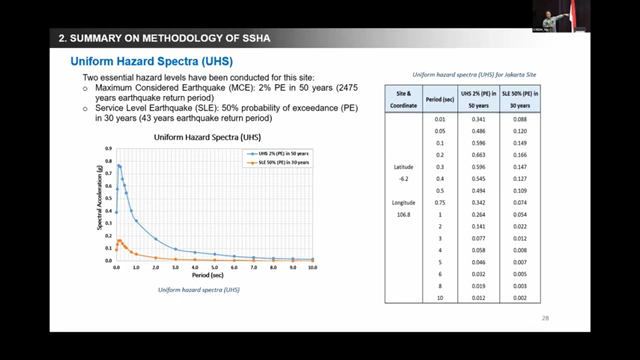 2. SUMMARY ON METHODOLOGY OF SSHA
Uniform Hazard Spectra (UHS)
Two essential hazard levels have been conducted for this site:
o Maximum Considered Earthquake (MCE): 2% PE in 50 years (2475
years earthquake return period)
o Service Level Earthquake (SLE): 50% probability of exceedance (PE)
in 30 years (43 years earthquake return period)
Uniform Hazard Spectra (UHS)
UHS 2% (PE) in 50 years
SLE 50% (PE) in 30 years
Spectral Acceleration (g)
0.9
0.8
0.7
0.6
0.5
0.4
0.3
0.2
0.1
0.0
0.0 1.0 2.0 3.0 4.0 5.0 6.0 7.0 8.0 9.0 10.0
Period (sec)
Uniform hazard spectra (UHS)
Uniform hazard spectra (UHS) for Jakarta Site
Site & Coordinate Period (sec) UHS 2% (PE) in 50 years SLE 50% (PE) in 30 years
0.01 0.341 0.088
0.05 0.486 0.120
0.1 0.596 0.149
0.2 0.663 0.166
Latitude 0.3 0.596 0.147
-6.2 0.4 0.545 0.127
0.5 0.494 0.109
Longitude 0.75 0.342 0.074
106.8 1 0.264 0.054
2 0.141 0.022
3 0.077 0.012
4 0.058 0.008
5 0.046 0.007
6 0.032 0.005
8 0.019 0.003
10 0.012 0.002
28